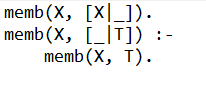 memb(X, [X|_]).
memb(X, [_|T]) :-
    memb(X, T).